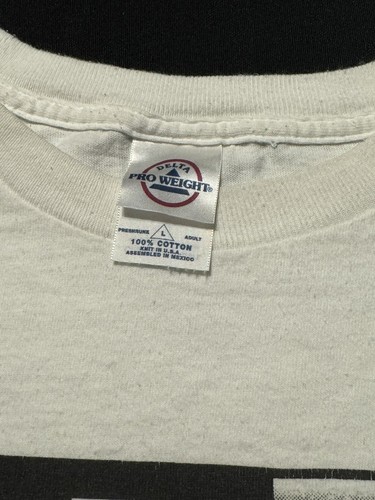 DELTA
PRO WEIGHT®
PRESHRUNK L ADULT
100% COTTON
KNIT IN U.S.A
ASSEMBLED IN MEXICO